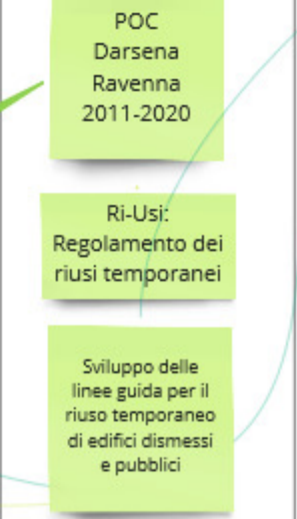 POC
Darsena
Ravenna
2011-2020
Ri-Usi:
Regolamento dei
riusi temporanei
Sviluppo delle
linee guida per il
riuso temporaneo
di edifici dismessi
e pubblici